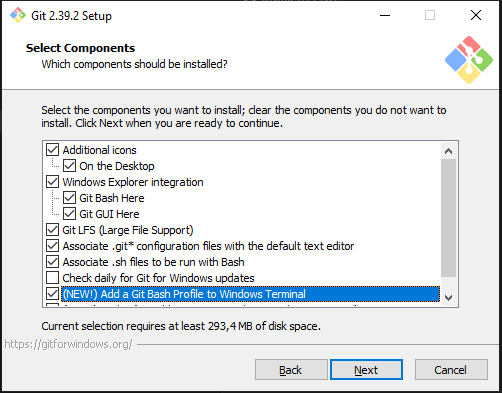 Git 2.39.2 Setup
Select Components
Which components should be installed?
Select the components you want to install; clear the components you do not want to
install. Click Next when you are ready to continue.
Additional icons
On the Desktop
Windows Explorer integration
Git Bash Here
Git GUI Here
Git LFS (Large File Support)
Associate .git* configuration files with the default text editor
Associate .sh files to be run with Bash
Check daily for Git for Windows updates
(NEW!) Add a Git Bash Profile to Windows Terminal
Current selection requires at least 293,4 MB of disk space.
https://gitforwindows.org/
Back
Next
Cancel